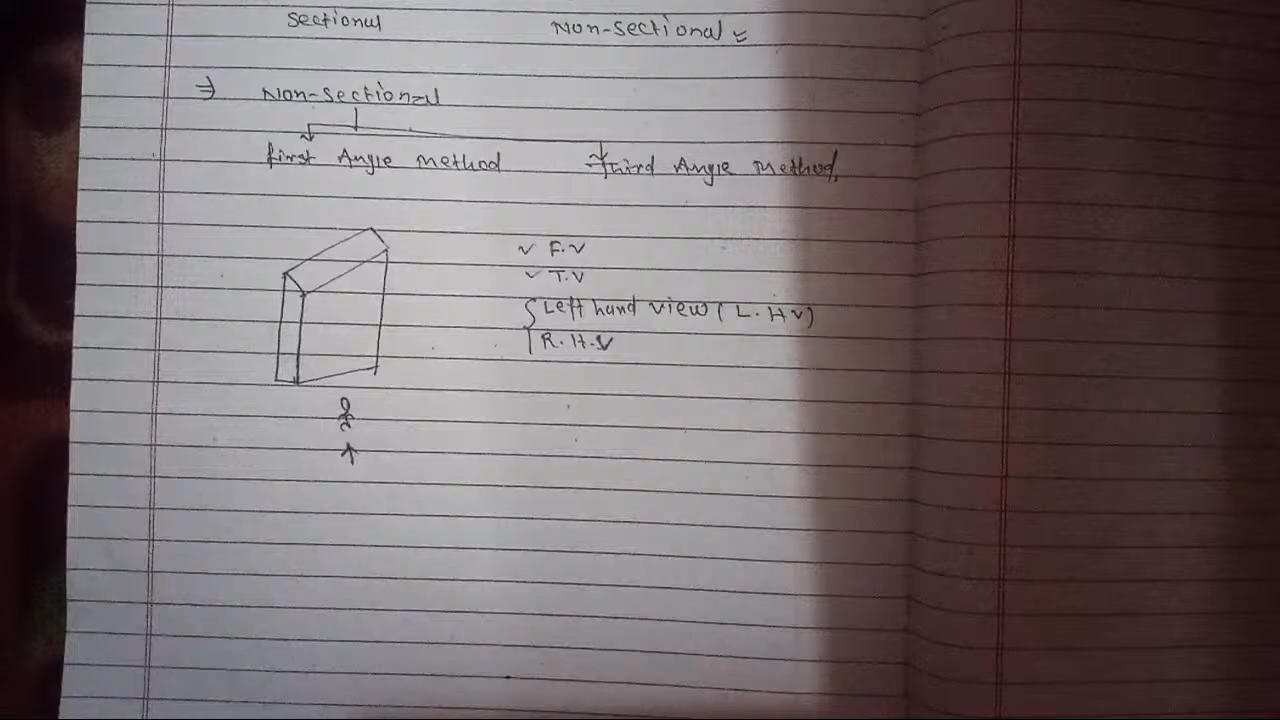 Sectional Non-Sectional
⇒ Non-Sectional
first Angle Method Third Angle Method.
✓ F.V
✓ T.V
Left hand view ( L.H.V)
R.H.V